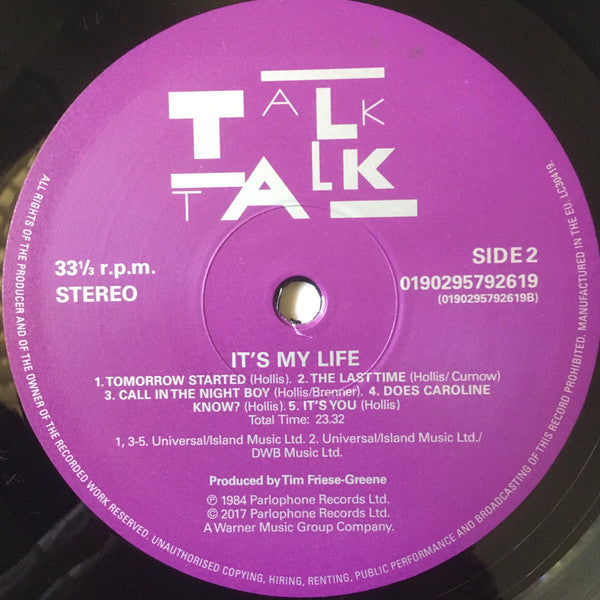 TALK
TALK
33⅓ r.p.m.
STEREO
SIDE 2
0190295792619
(0190295792619B)
IT'S MY LIFE
1. TOMORROW STARTED (Hollis). 2. THE LAST TIME (Hollis/ Curnow)
3. CALL IN THE NIGHT BOY (Hollis/Brenner). 4. DOES CAROLINE
KNOW? (Hollis). 5. IT'S YOU (Hollis)
Total Time: 23.32
1, 3-5. Universal/Island Music Ltd. 2. Universal/Island Music Ltd./
DWB Music Ltd.
Produced by Tim Friese-Greene
℗ 1984 Parlophone Records Ltd.
© 2017 Parlophone Records Ltd.
A Warner Music Group Company.
ALL RIGHTS OF THE PRODUCER AND OF THE OWNER OF THE RECORDED WORK RESERVED. UNAUTHORISED COPYING, HIRING, RENTING, PUBLIC PERFORMANCE AND BROADCASTING OF THIS RECORD PROHIBITED. MANUFACTURED IN THE EU. LC30419.